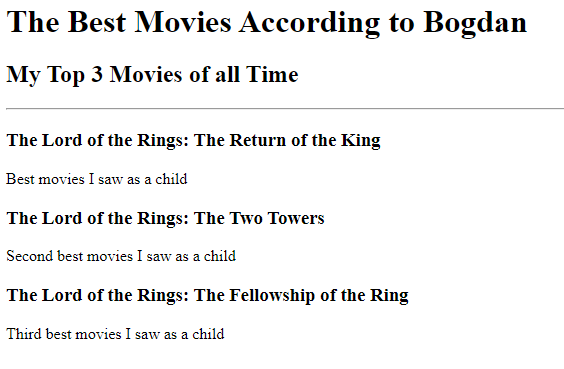 The Best Movies According to Bogdan
My Top 3 Movies of all Time
The Lord of the Rings: The Return of the King
Best movies I saw as a child
The Lord of the Rings: The Two Towers
Second best movies I saw as a child
The Lord of the Rings: The Fellowship of the Ring
Third best movies I saw as a child